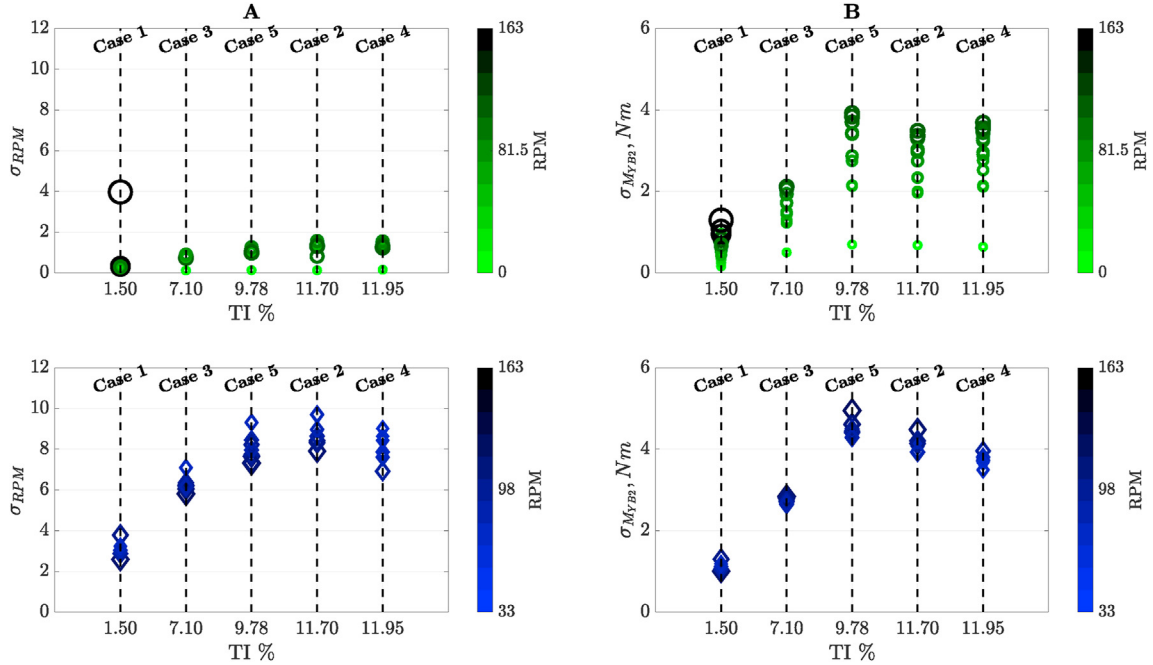 A
12
10
8
6
4
2
0
σRPM
Case 1
Case 3
Case 5
Case 2
Case 4
1.50
7.10
9.78
11.70
11.95
TI %
163
81.5
0
RPM
B
6
4
2
0
σMYB2, Nm
Case 1
Case 3
Case 5
Case 2
Case 4
1.50
7.10
9.78
11.70
11.95
TI %
163
81.5
0
RPM
12
10
8
6
4
2
0
σRPM
Case 1
Case 3
Case 5
Case 2
Case 4
1.50
7.10
9.78
11.70
11.95
TI %
163
98
33
RPM
6
4
2
0
σMYB2, Nm
Case 1
Case 3
Case 5
Case 2
Case 4
1.50
7.10
9.78
11.70
11.95
TI %
163
98
33
RPM